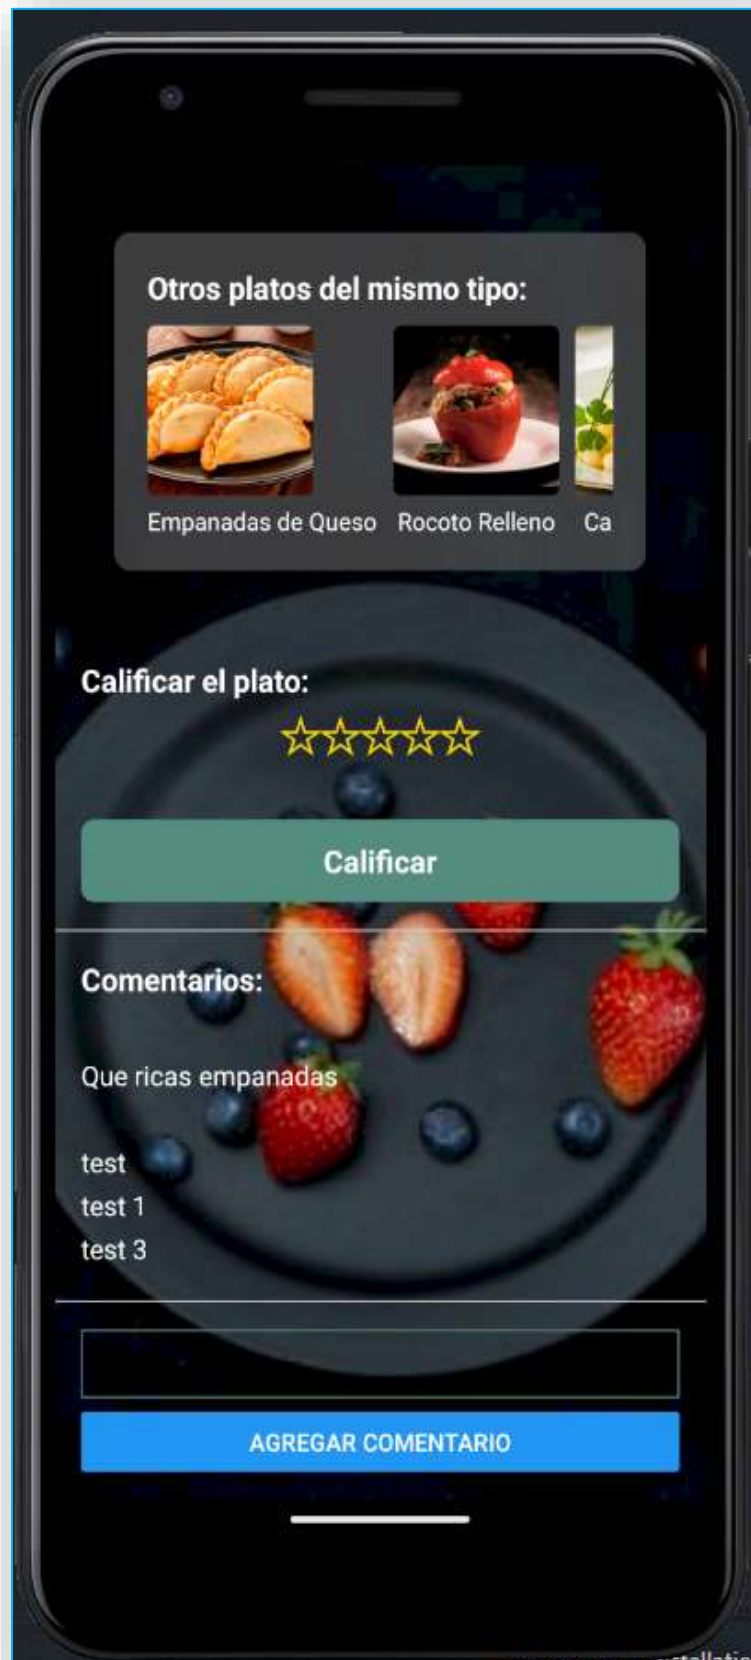 Otros platos del mismo tipo:
Empanadas de Queso Rocoto Relleno Ca
Calificar el plato:
Calificar
Comentarios:
Que ricas empanadas
test
test 1
test 3
AGREGAR COMENTARIO